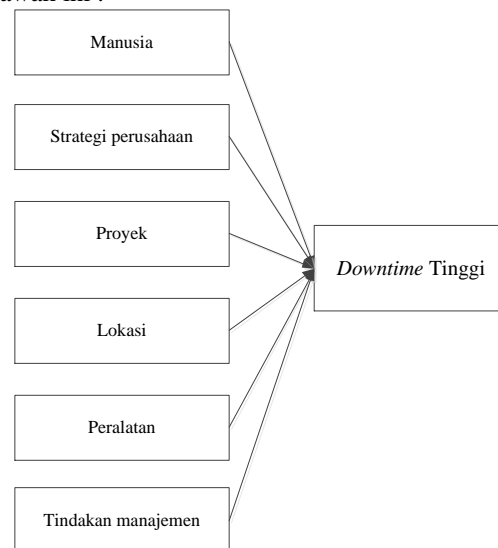 Manusia
Strategi perusahaan
Proyek
Downtime Tinggi
Lokasi
Peralatan
Tindakan manajemen